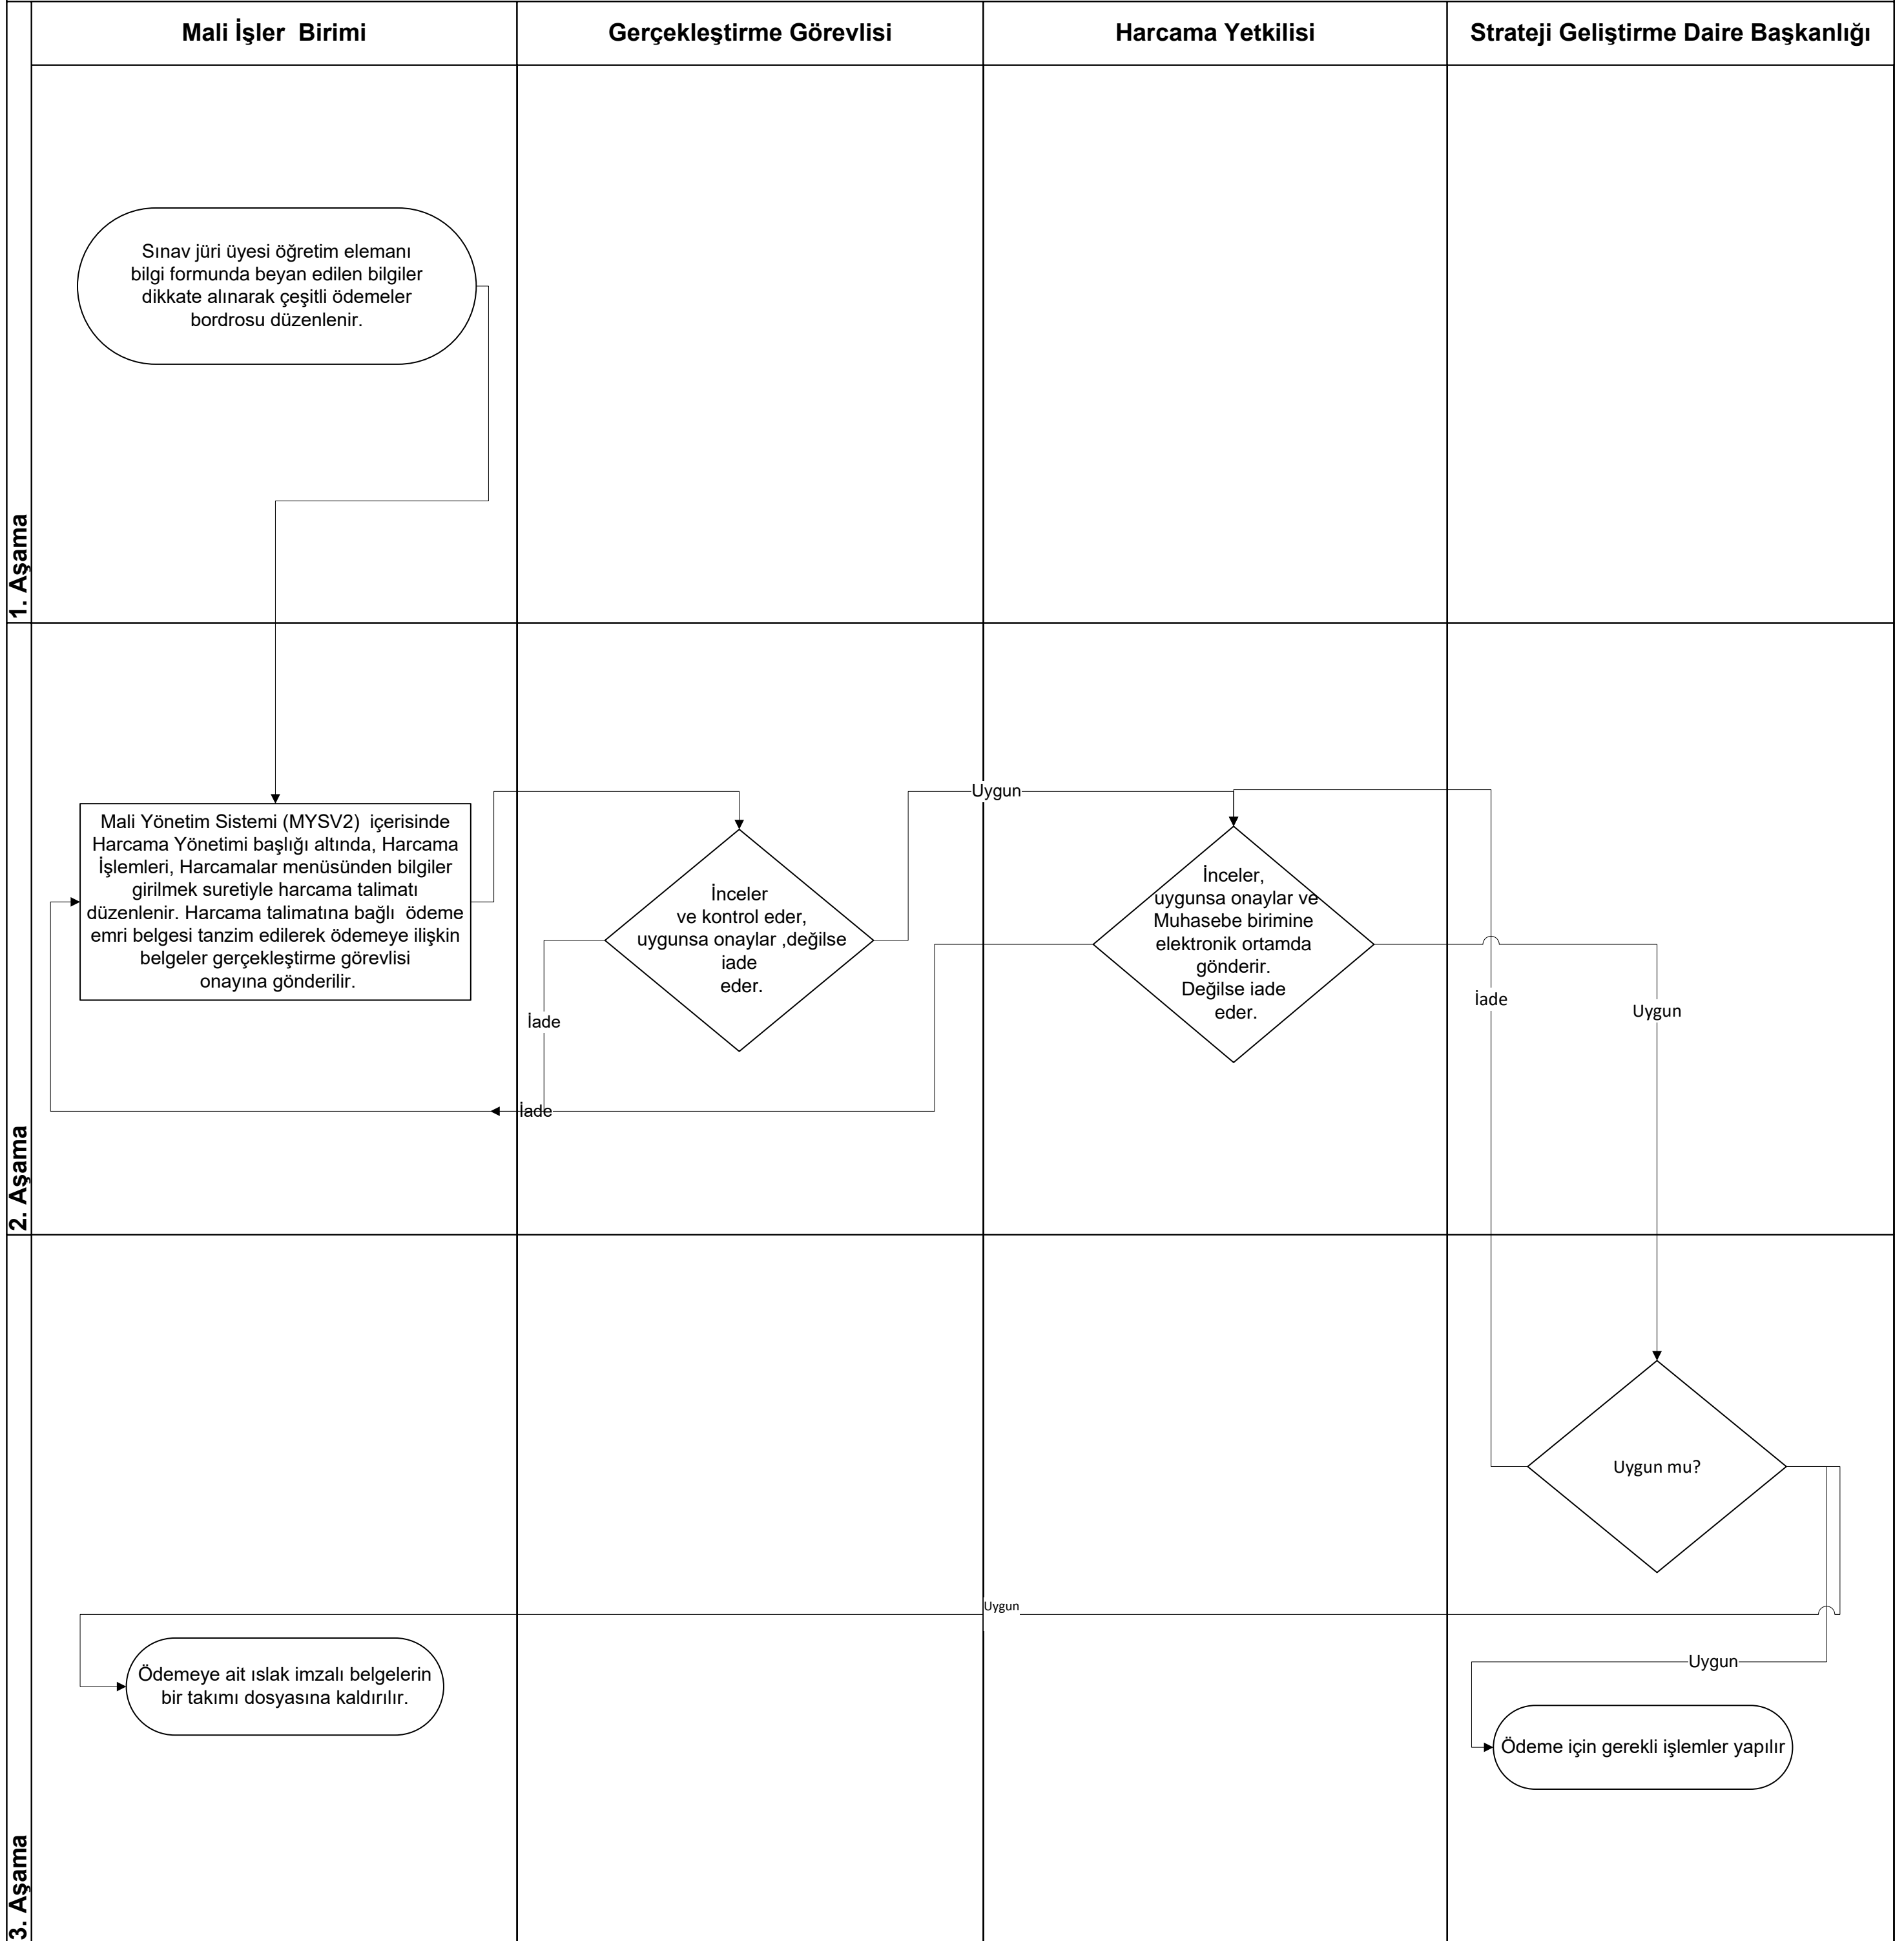 Mali İşler  Birimi
Gerçekleştirme Görevlisi
Harcama Yetkilisi
Strateji Geliştirme Daire Başkanlığı
1. Aşama
Sınav jüri üyesi öğretim elemanı
bilgi formunda beyan edilen bilgiler
dikkate alınarak çeşitli ödemeler
bordrosu düzenlenir.
2. Aşama
Mali Yönetim Sistemi (MYSV2)  içerisinde
Harcama Yönetimi başlığı altında, Harcama
İşlemleri, Harcamalar menüsünden bilgiler
girilmek suretiyle harcama talimatı
düzenlenir. Harcama talimatına bağlı  ödeme
emri belgesi tanzim edilerek ödemeye ilişkin
belgeler gerçekleştirme görevlisi
onayına gönderilir.
İnceler
ve kontrol eder,
uygunsa onaylar ,değilse
iade
eder.
Uygun
İade
İade
İnceler,
uygunsa onaylar ve
Muhasebe birimine
elektronik ortamda
gönderir.
Değilse iade
eder.
İade
Uygun
3. Aşama
Uygun mu?
Uygun
Uygun
Ödemeye ait ıslak imzalı belgelerin
bir takımı dosyasına kaldırılır.
Ödeme için gerekli işlemler yapılır